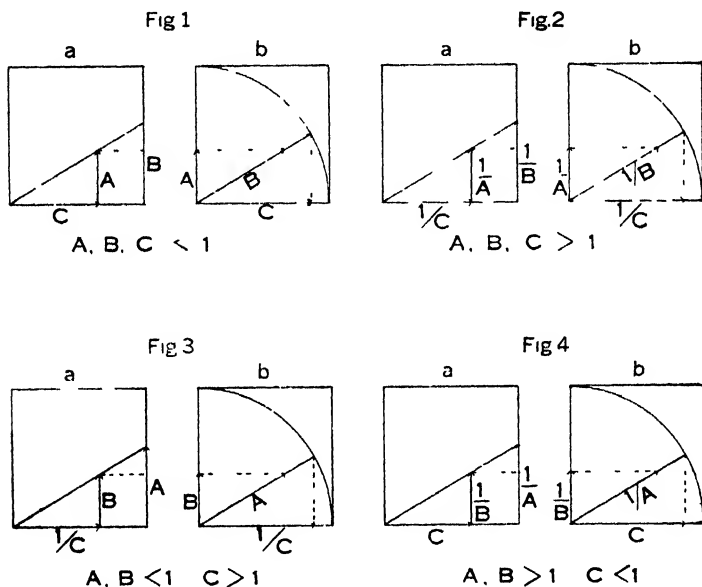 Fig 1
a
b
A
B
C
A
B
C
A, B, C < 1
Fig.2
a
b
1/A
1/B
1/C
1/A
1/B
1/C
A, B, C > 1
Fig 3
a
b
B
A
1/C
B
A
1/C
A, B < 1 C > 1
Fig 4
a
b
1/B
1/A
C
1/B
1/A
C
A, B > 1 C < 1